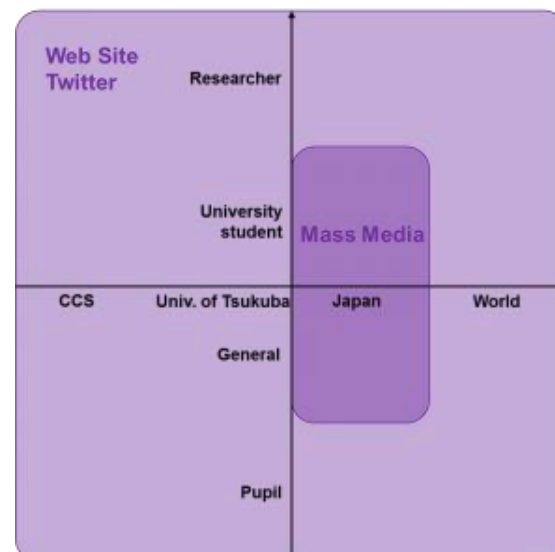 Web Site
Twitter
Researcher
University
student
Mass Media
CCS
Univ. of Tsukuba
Japan
World
General
Pupil